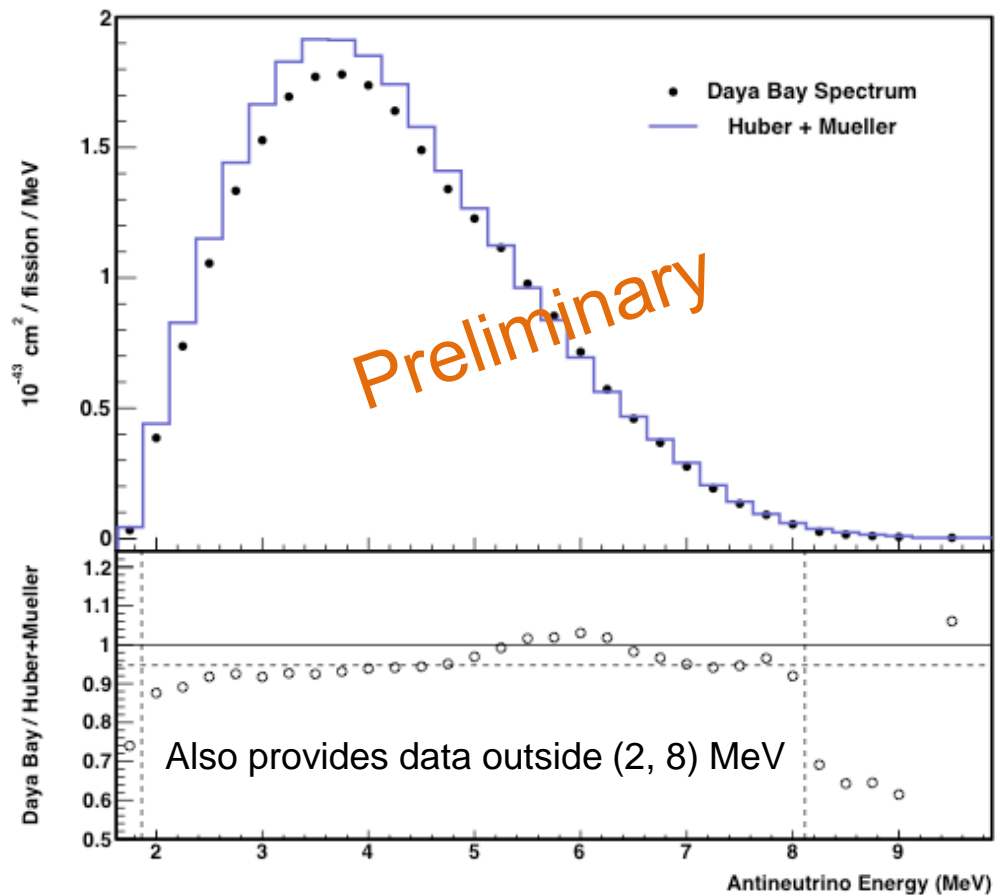 2
1.5
1
0.5
0
10⁻⁴³ cm² / fission / MeV
Daya Bay Spectrum
Huber + Mueller
Preliminary
1.2
1.1
1
0.9
0.8
0.7
0.6
0.5
Daya Bay / Huber+Mueller
Also provides data outside (2, 8) MeV
2 3 4 5 6 7 8 9
Antineutrino Energy (MeV)